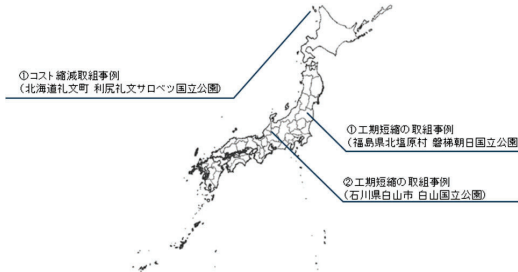 ①コスト縮減取組事例
（北海道礼文町 利尻礼文サロベツ国立公園）
①工期短縮の取組事例
（福島県北塩原村 磐梯朝日国立公園
②工期短縮の取組事例
（石川県白山市 白山国立公園）